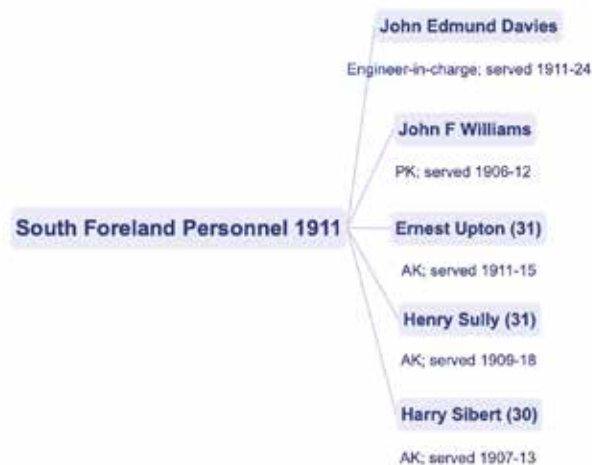 John Edmund Davies
Engineer-in-charge; served 1911-24
John F Williams
PK; served 1906-12
South Foreland Personnel 1911
Ernest Upton (31)
AK; served 1911-15
Henry Sully (31)
AK; served 1909-18
Harry Sibert (30)
AK; served 1907-13